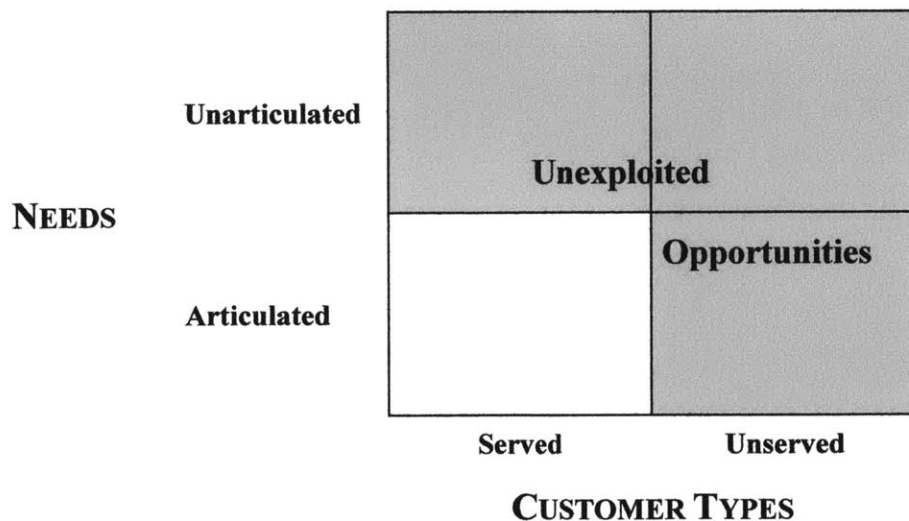 Unarticulated
Unexploited
NEEDS
Opportunities
Articulated
Served Unserved
CUSTOMER TYPES